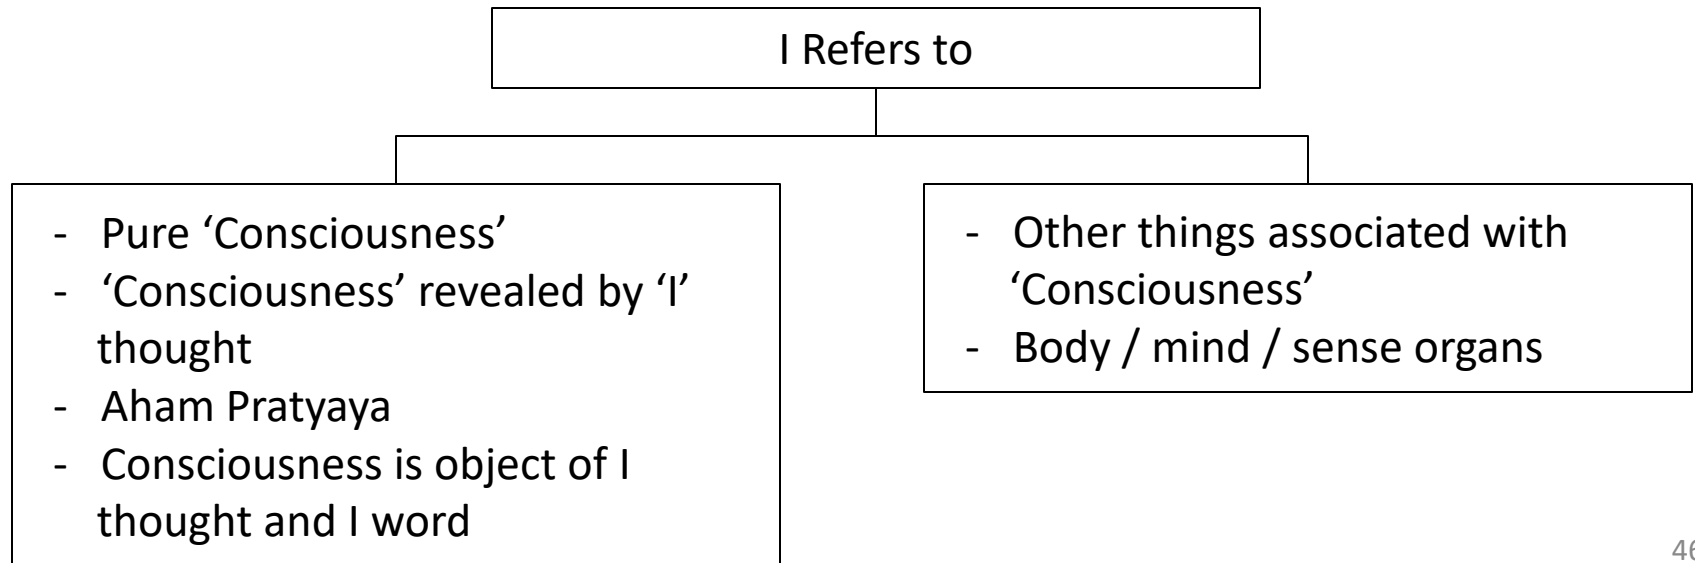 I Refers to
- Pure ‘Consciousness’
- ‘Consciousness’ revealed by ‘I’
thought
- Aham Pratyaya
- Consciousness is object of I
thought and I word
- Other things associated with
‘Consciousness’
- Body / mind / sense organs
46